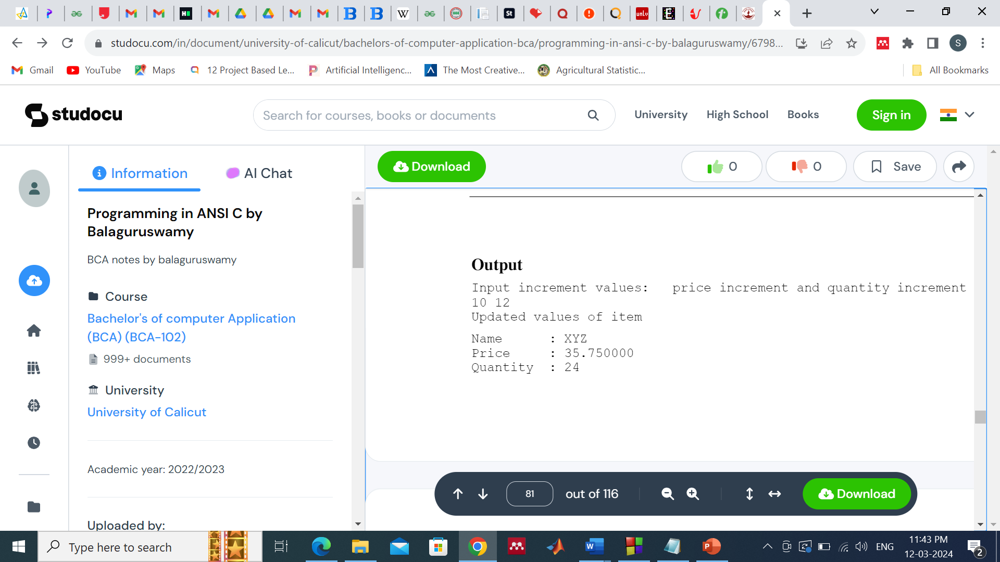 studocu.com/in/document/university-of-calicut/bachelors-of-computer-application-bca/programming-in-ansi-c-by-balaguruswamy/6798...
S
Gmail
YouTube
Maps
12 Project Based Le...
Artificial Intelligenc...
The Most Creative...
Agricultural Statistic...
All Bookmarks
studocu
Search for courses, books or documents
University
High School
Books
Sign in
Information
AI Chat
Download
0
0
Save
Programming in ANSI C by
Balaguruswamy
BCA notes by balaguruswamy
Course
Bachelor's of computer Application
(BCA) (BCA-102)
999+ documents
University
University of Calicut
Academic year: 2022/2023
Uploaded by:
Output
Input increment values:   price increment and quantity increment
10 12
Updated values of item
Name      : XYZ
Price     : 35.750000
Quantity  : 24
81 out of 116
Download
Type here to search
ENG
11:43 PM
12-03-2024
2